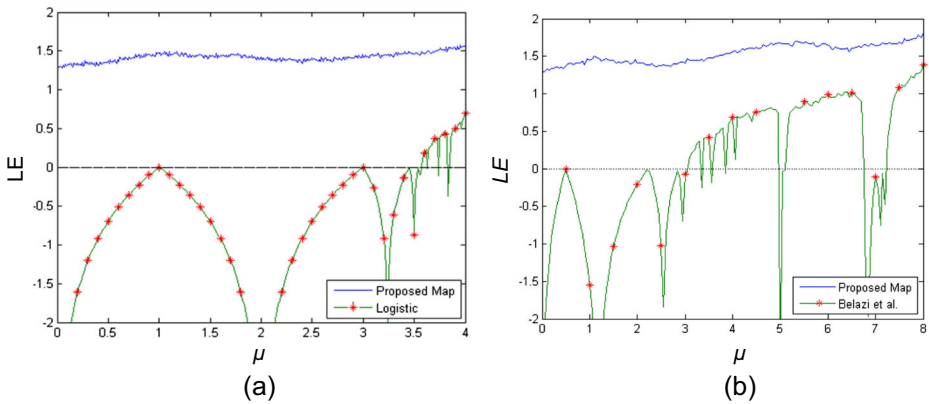 2
1.5
1
0.5
0
-0.5
-1
-1.5
-2
LE
0 0.5 1 1.5 2 2.5 3 3.5 4
μ
Proposed Map
Logistic
(a)
2
1.5
1
0.5
0
-0.5
-1
-1.5
-2
LE
0 1 2 3 4 5 6 7 8
μ
Proposed Map
Belazi et al.
(b)